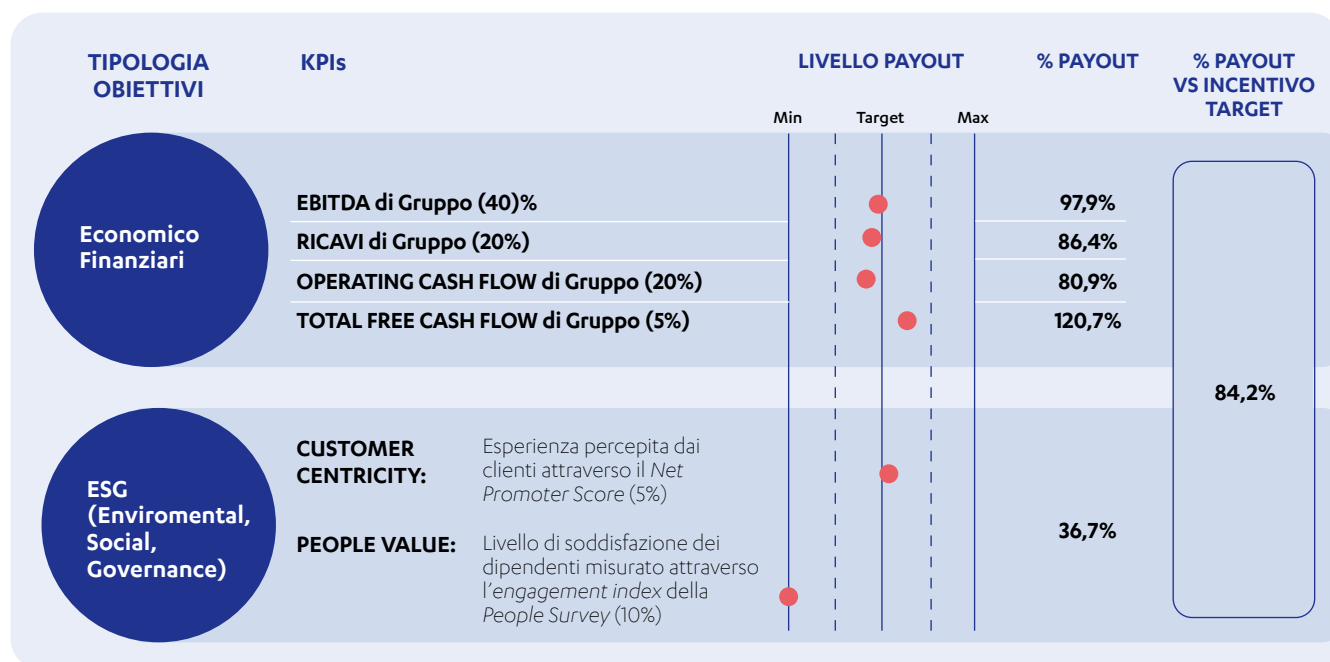 TIPOLOGIA
OBIETTIVI
KPIs
LIVELLO PAYOUT
% PAYOUT
% PAYOUT
VS INCENTIVO
TARGET
Min
Target
Max
Economico
Finanziari
EBITDA di Gruppo (40)%
97,9%
RICAVI di Gruppo (20%)
86,4%
OPERATING CASH FLOW di Gruppo (20%)
80,9%
TOTAL FREE CASH FLOW di Gruppo (5%)
120,7%
84,2%
ESG
(Enviromental,
Social,
Governance)
CUSTOMER
CENTRICITY:
Esperienza percepita dai
clienti attraverso il Net
Promoter Score (5%)
PEOPLE VALUE:
Livello di soddisfazione dei
dipendenti misurato attraverso
l'engagement index della
People Survey (10%)
36,7%